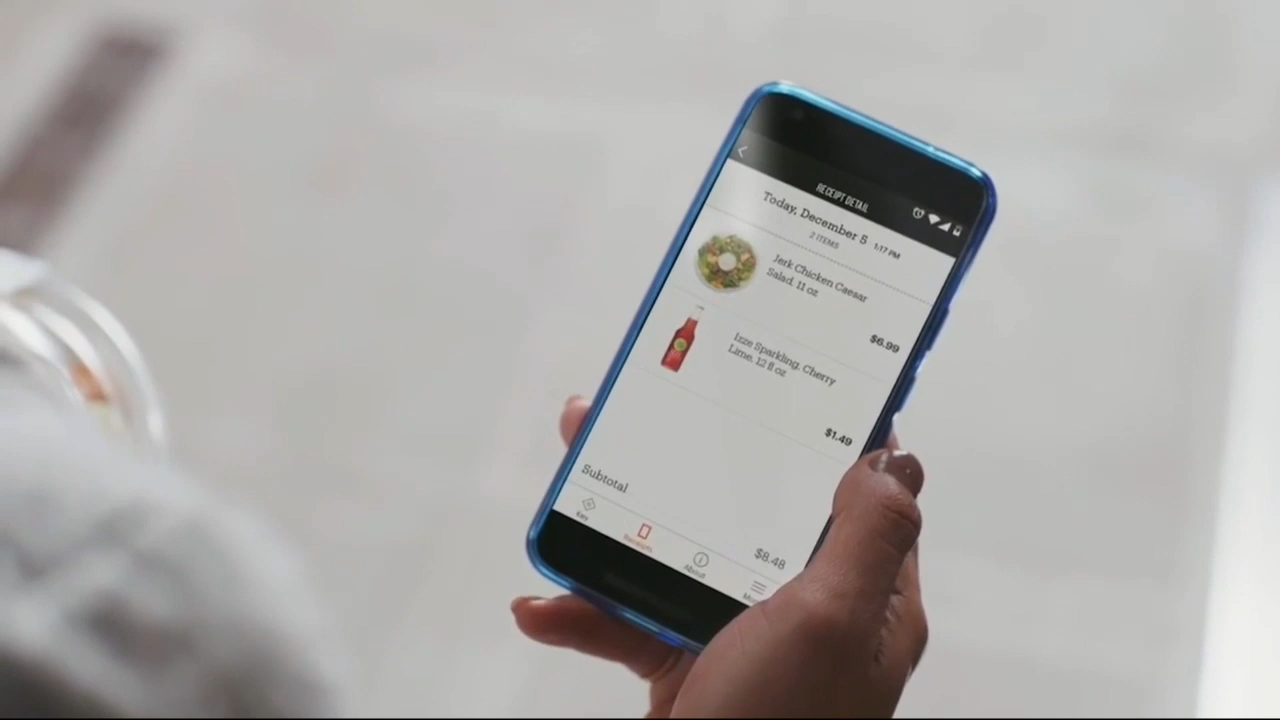 RECEIPT DETAIL
Today, December 5 1:17 PM
2 ITEMS
Jerk Chicken Caesar
Salad, 11 oz
$6.99
Izze Sparkling, Cherry
Lime, 12 fl oz
$1.49
Subtotal
$8.48
Key
Receipts
About